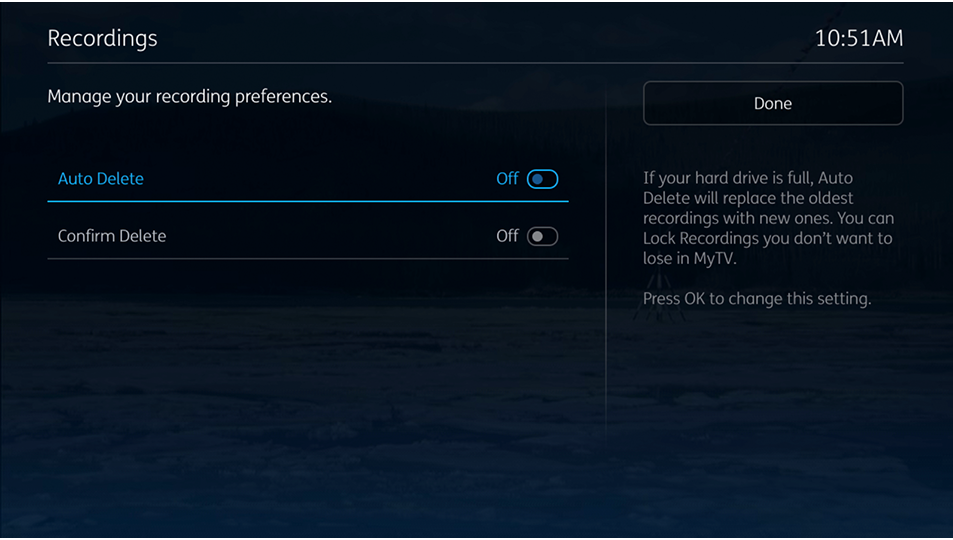 Recordings
10:51AM
Manage your recording preferences.
Done
Auto Delete Off
Confirm Delete Off
If your hard drive is full, Auto
Delete will replace the oldest
recordings with new ones. You can
Lock Recordings you don't want to
lose in MyTV.
Press OK to change this setting.